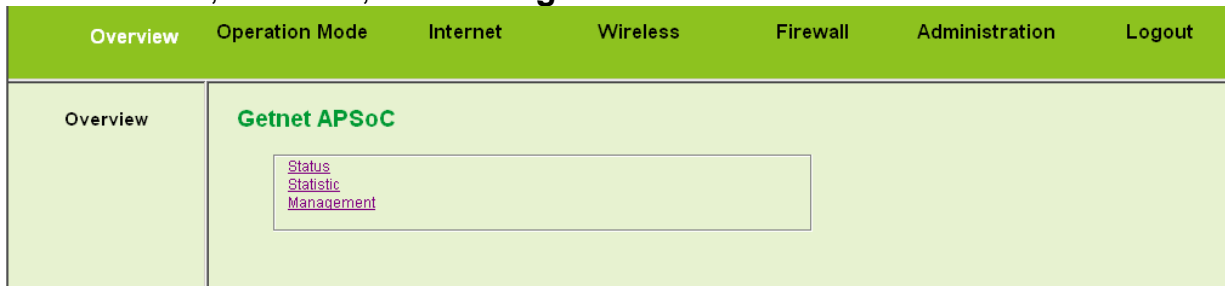 Overview Operation Mode Internet Wireless Firewall Administration Logout
Overview
Getnet APSoC
Status
Statistic
Management